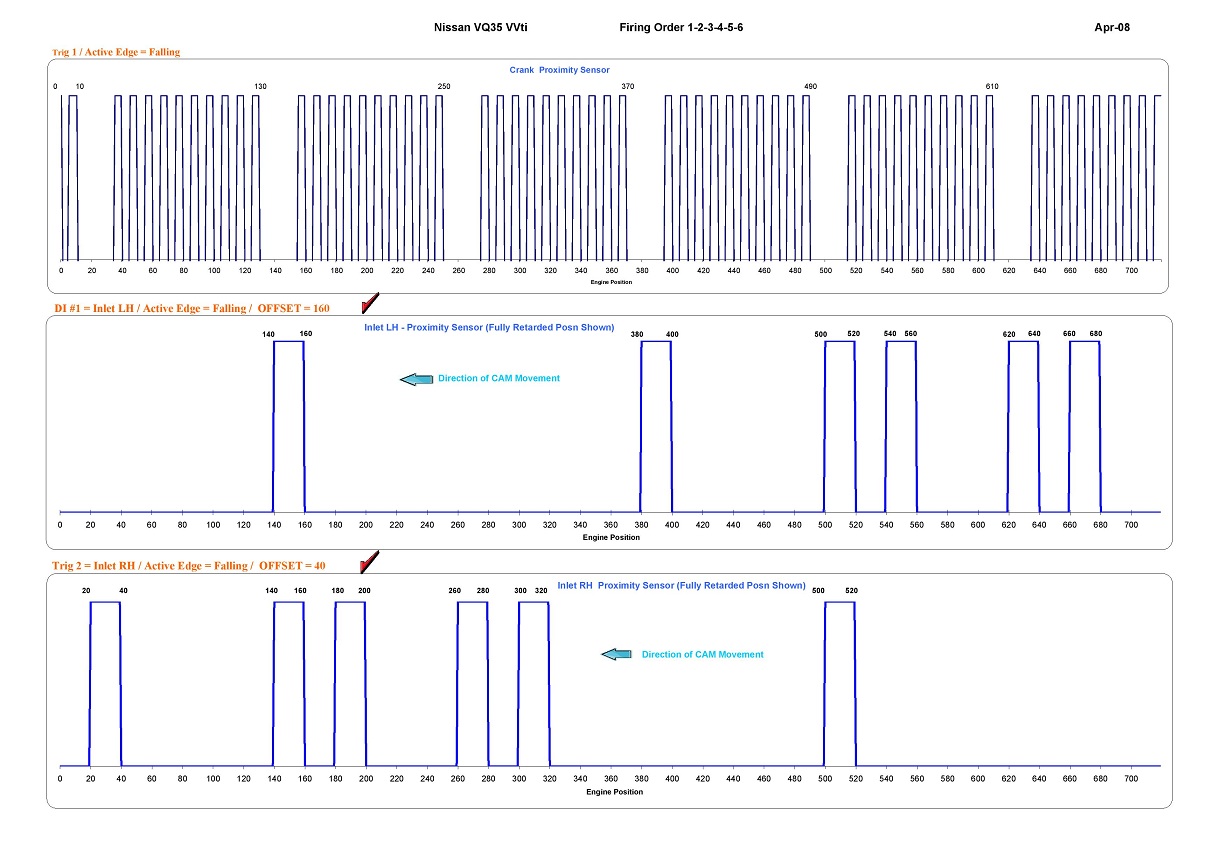 Nissan VQ35 VVti Firing Order 1-2-3-4-5-6 Apr-08
Trig 1 / Active Edge = Falling
Crank Proximity Sensor
0 10 130 250 370 490 610
0 20 40 60 80 100 120 140 160 180 200 220 240 260 280 300 320 340 360 380 400 420 440 460 480 500 520 540 560 580 600 620 640 660 680 700
Engine Position
DI #1 = Inlet LH / Active Edge = Falling / OFFSET = 160
Inlet LH - Proximity Sensor (Fully Retarded Posn Shown)
140 160 380 400 500 520 540 560 620 640 660 680
Direction of CAM Movement
0 20 40 60 80 100 120 140 160 180 200 220 240 260 280 300 320 340 360 380 400 420 440 460 480 500 520 540 560 580 600 620 640 660 680 700
Engine Position
Trig 2 = Inlet RH / Active Edge = Falling / OFFSET = 40
Inlet RH Proximity Sensor (Fully Retarded Posn Shown)
20 40 140 160 180 200 260 280 300 320 500 520
Direction of CAM Movement
0 20 40 60 80 100 120 140 160 180 200 220 240 260 280 300 320 340 360 380 400 420 440 460 480 500 520 540 560 580 600 620 640 660 680 700
Engine Position